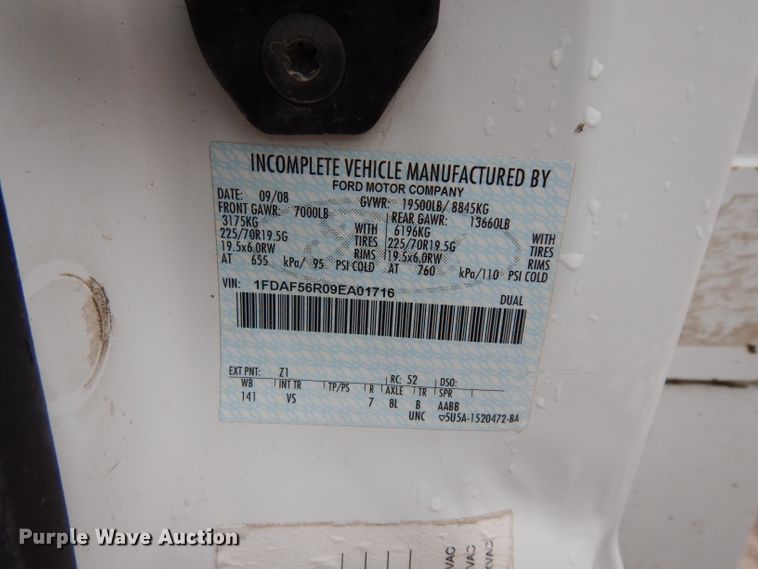 INCOMPLETE VEHICLE MANUFACTURED BY
FORD MOTOR COMPANY
DATE: 09/08 GVWR: 19500LB/ 8845KG
FRONT GAWR: 7000LB REAR GAWR: 13660LB
3175KG WITH 6196KG WITH
225/70R19.5G TIRES 225/70R19.5G TIRES
19.5x6.0RW RIMS 19.5x6.0RW RIMS
AT 655 kPa/ 95 PSI COLD AT 760 kPa/110 PSI COLD
VIN: 1FDAF56R09EA01716 DUAL
EXT PNT: Z1 RC: 52 DSO:
WB INT TR TP/PS R AXLE TR SPR
141 VS 7 8L B AABB
UNC ▽5U5A-1520472-BA
VAC
VAC
VAC
Purple Wave Auction